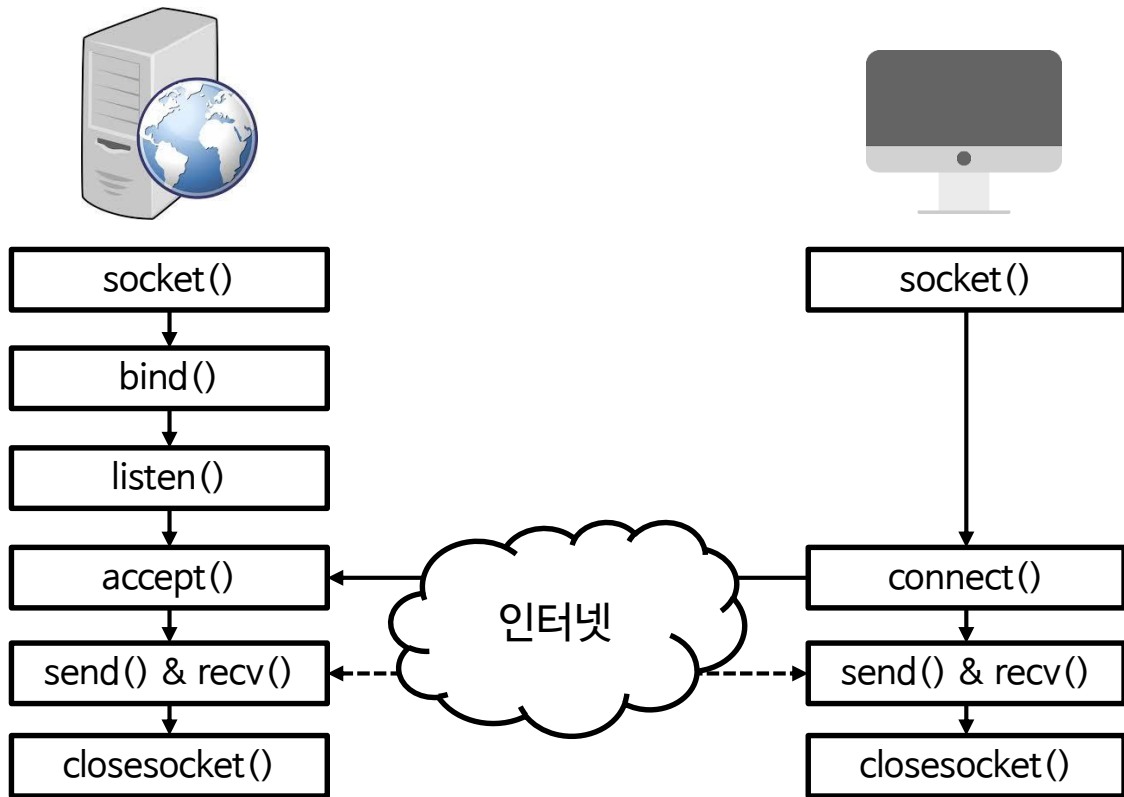 socket()
socket()
bind()
listen()
accept()
인터넷
connect()
send() & recv()
send() & recv()
closesocket()
closesocket()